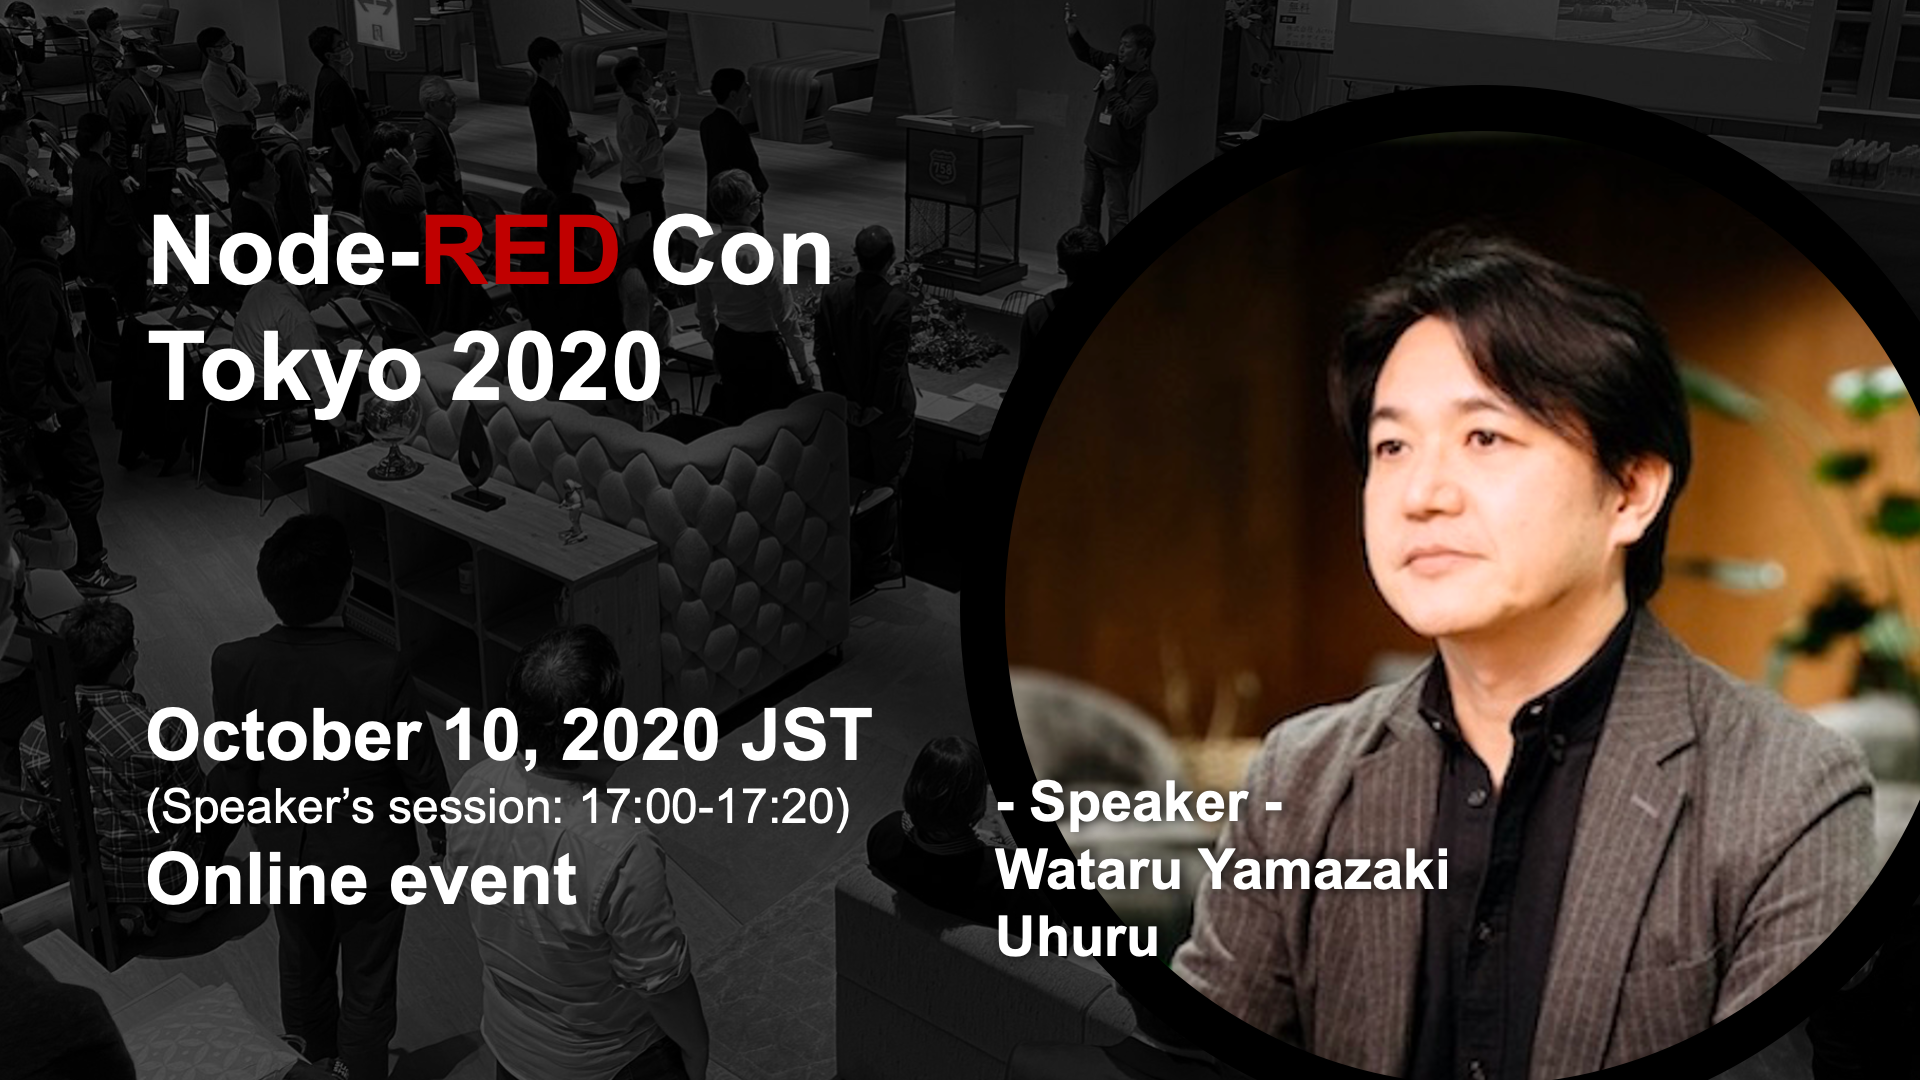 Node-RED Con
Tokyo 2020
October 10, 2020 JST
(Speaker’s session: 17:00-17:20)
Online event
- Speaker -
Wataru Yamazaki
Uhuru
758